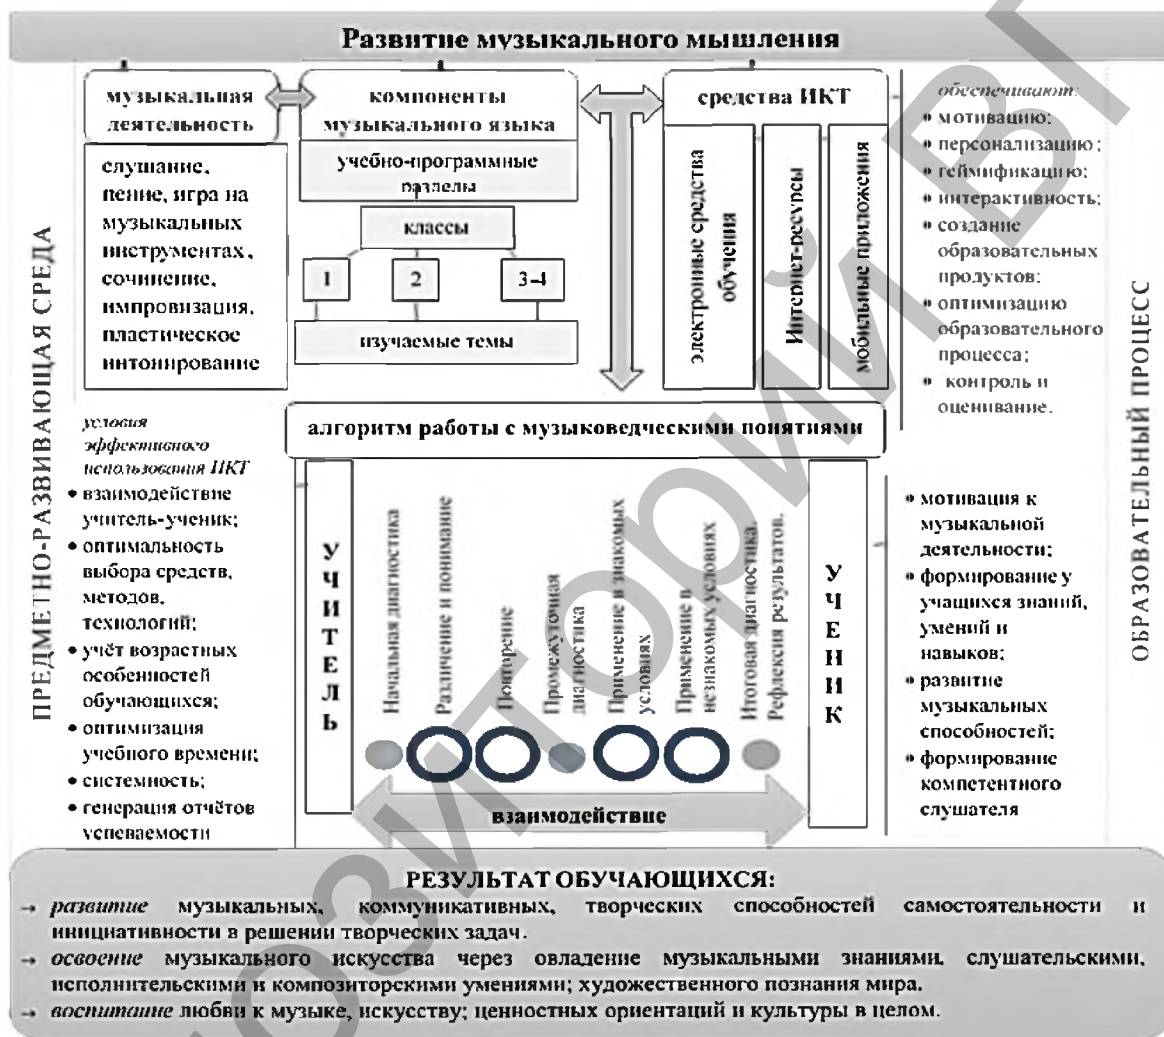 Развитие музыкального мышления
музыкальная
деятельность
слушание,
пение, игра на
музыкальных
инструментах,
сочинение,
импровизация,
пластическое
интонирование
компоненты
музыкального языка
учебно-программные
разделы
классы
1
2
3-4
изучаемые темы
средства ИКТ
электронные средства
обучения
Интернет-ресурсы
мобильные приложения
обеспечивают:
• мотивацию;
• персонализацию;
• геймификацию;
• интерактивность;
• создание
образовательных
продуктов;
• оптимизацию
образовательного
процесса;
• контроль и
оценивание.
ПРЕДМЕТНО-РАЗВИВАЮЩАЯ СРЕДА
ОБРАЗОВАТЕЛЬНЫЙ ПРОЦЕСС
условия
эффективного
использования ИКТ
• взаимодействие
учитель-ученик;
• оптимальность
выбора средств,
методов,
технологий;
• учёт возрастных
особенностей
обучающихся;
• оптимизация
учебного времени;
• системность;
• генерация отчётов
успеваемости
алгоритм работы с музыковедческими понятиями
УЧИТЕЛЬ
Начальная диагностика
Различение и понимание
Повторение
Промежуточная
диагностика
Применение в знакомых
условиях
Применение в
незнакомых условиях
Итоговая диагностика.
Рефлексия результатов.
УЧЕНИК
взаимодействие
• мотивация к
музыкальной
деятельности;
• формирование у
учащихся знаний,
умений и
навыков;
• развитие
музыкальных
способностей;
• формирование
компетентного
слушателя
РЕЗУЛЬТАТ ОБУЧАЮЩИХСЯ:
→ развитие музыкальных, коммуникативных, творческих способностей самостоятельности и
инициативности в решении творческих задач.
→ освоение музыкального искусства через овладение музыкальными знаниями, слушательскими,
исполнительскими и композиторскими умениями; художественного познания мира.
→ воспитание любви к музыке, искусству; ценностных ориентаций и культуры в целом.